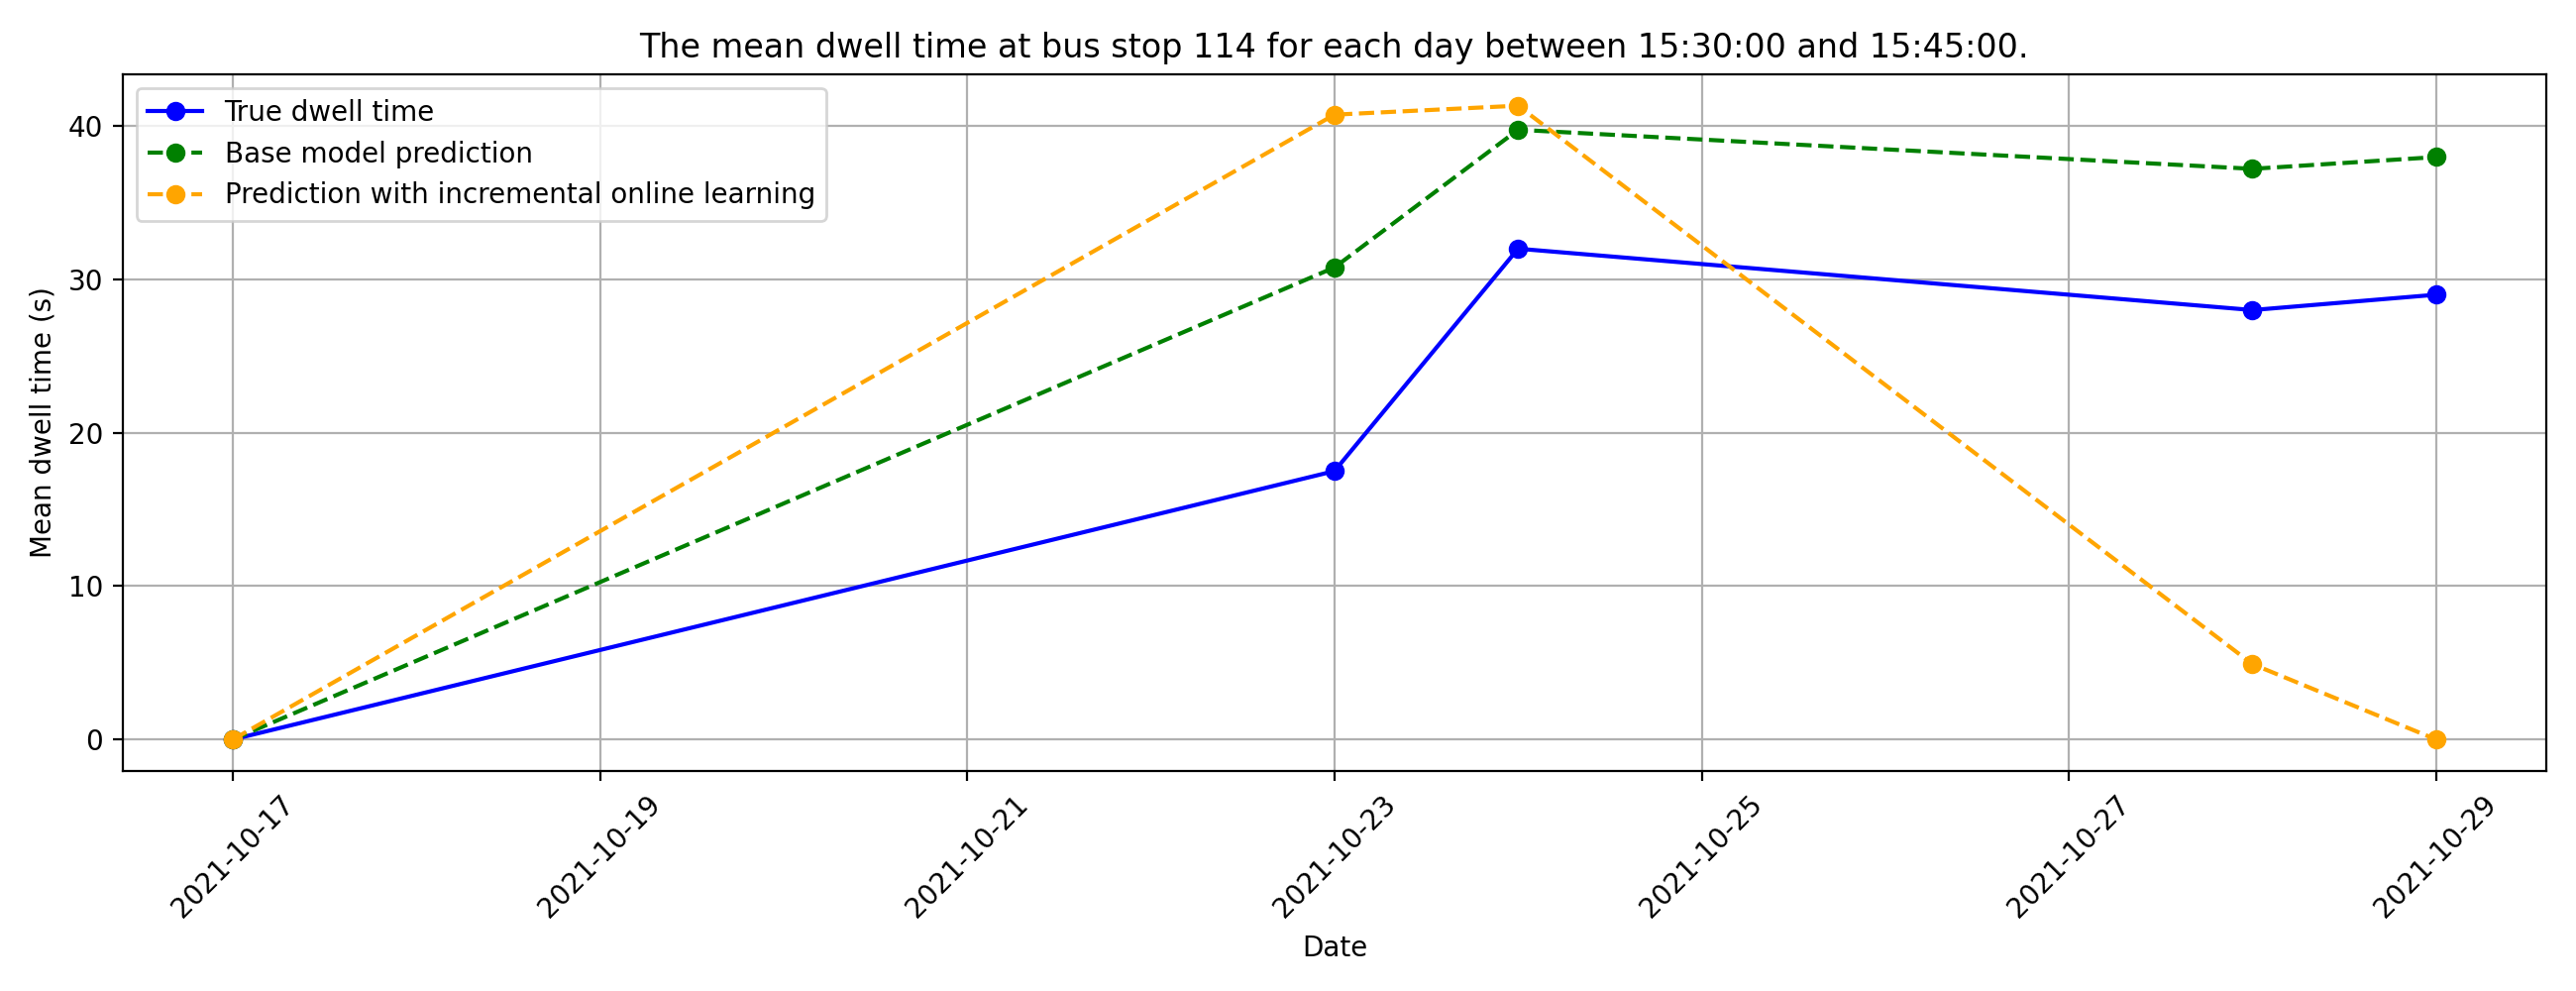 The mean dwell time at bus stop 114 for each day between 15:30:00 and 15:45:00.
True dwell time
Base model prediction
Prediction with incremental online learning
Mean dwell time (s)
40
30
20
10
0
2021-10-17
2021-10-19
2021-10-21
2021-10-23
2021-10-25
2021-10-27
2021-10-29
Date